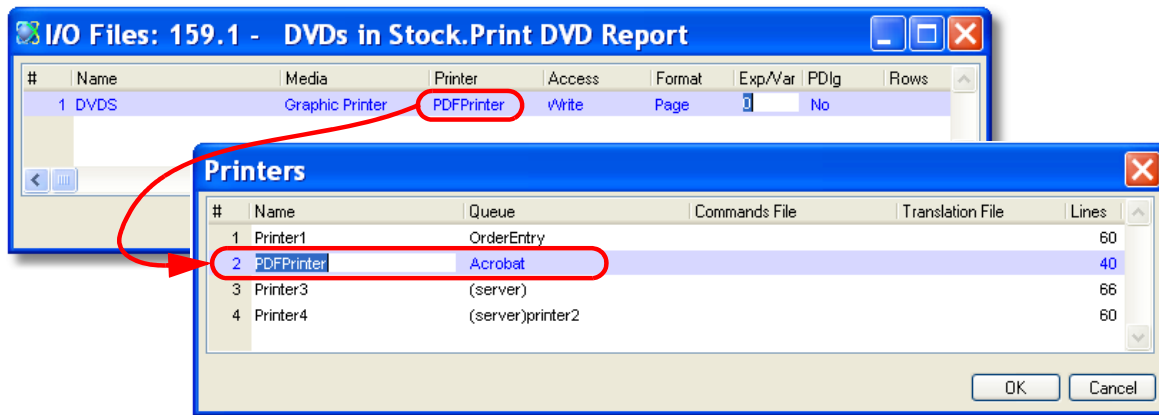 I/O Files: 159.1 - DVDs in Stock.Print DVD Report
# Name Media Printer Access Format Exp/Var PDlg Rows
1 DVDS Graphic Printer PDFPrinter Write Page 0 No
Printers
# Name Queue Commands File Translation File Lines
1 Printer1 OrderEntry 60
2 PDFPrinter Acrobat 40
3 Printer3 (server) 66
4 Printer4 (server)printer2 60
OK Cancel